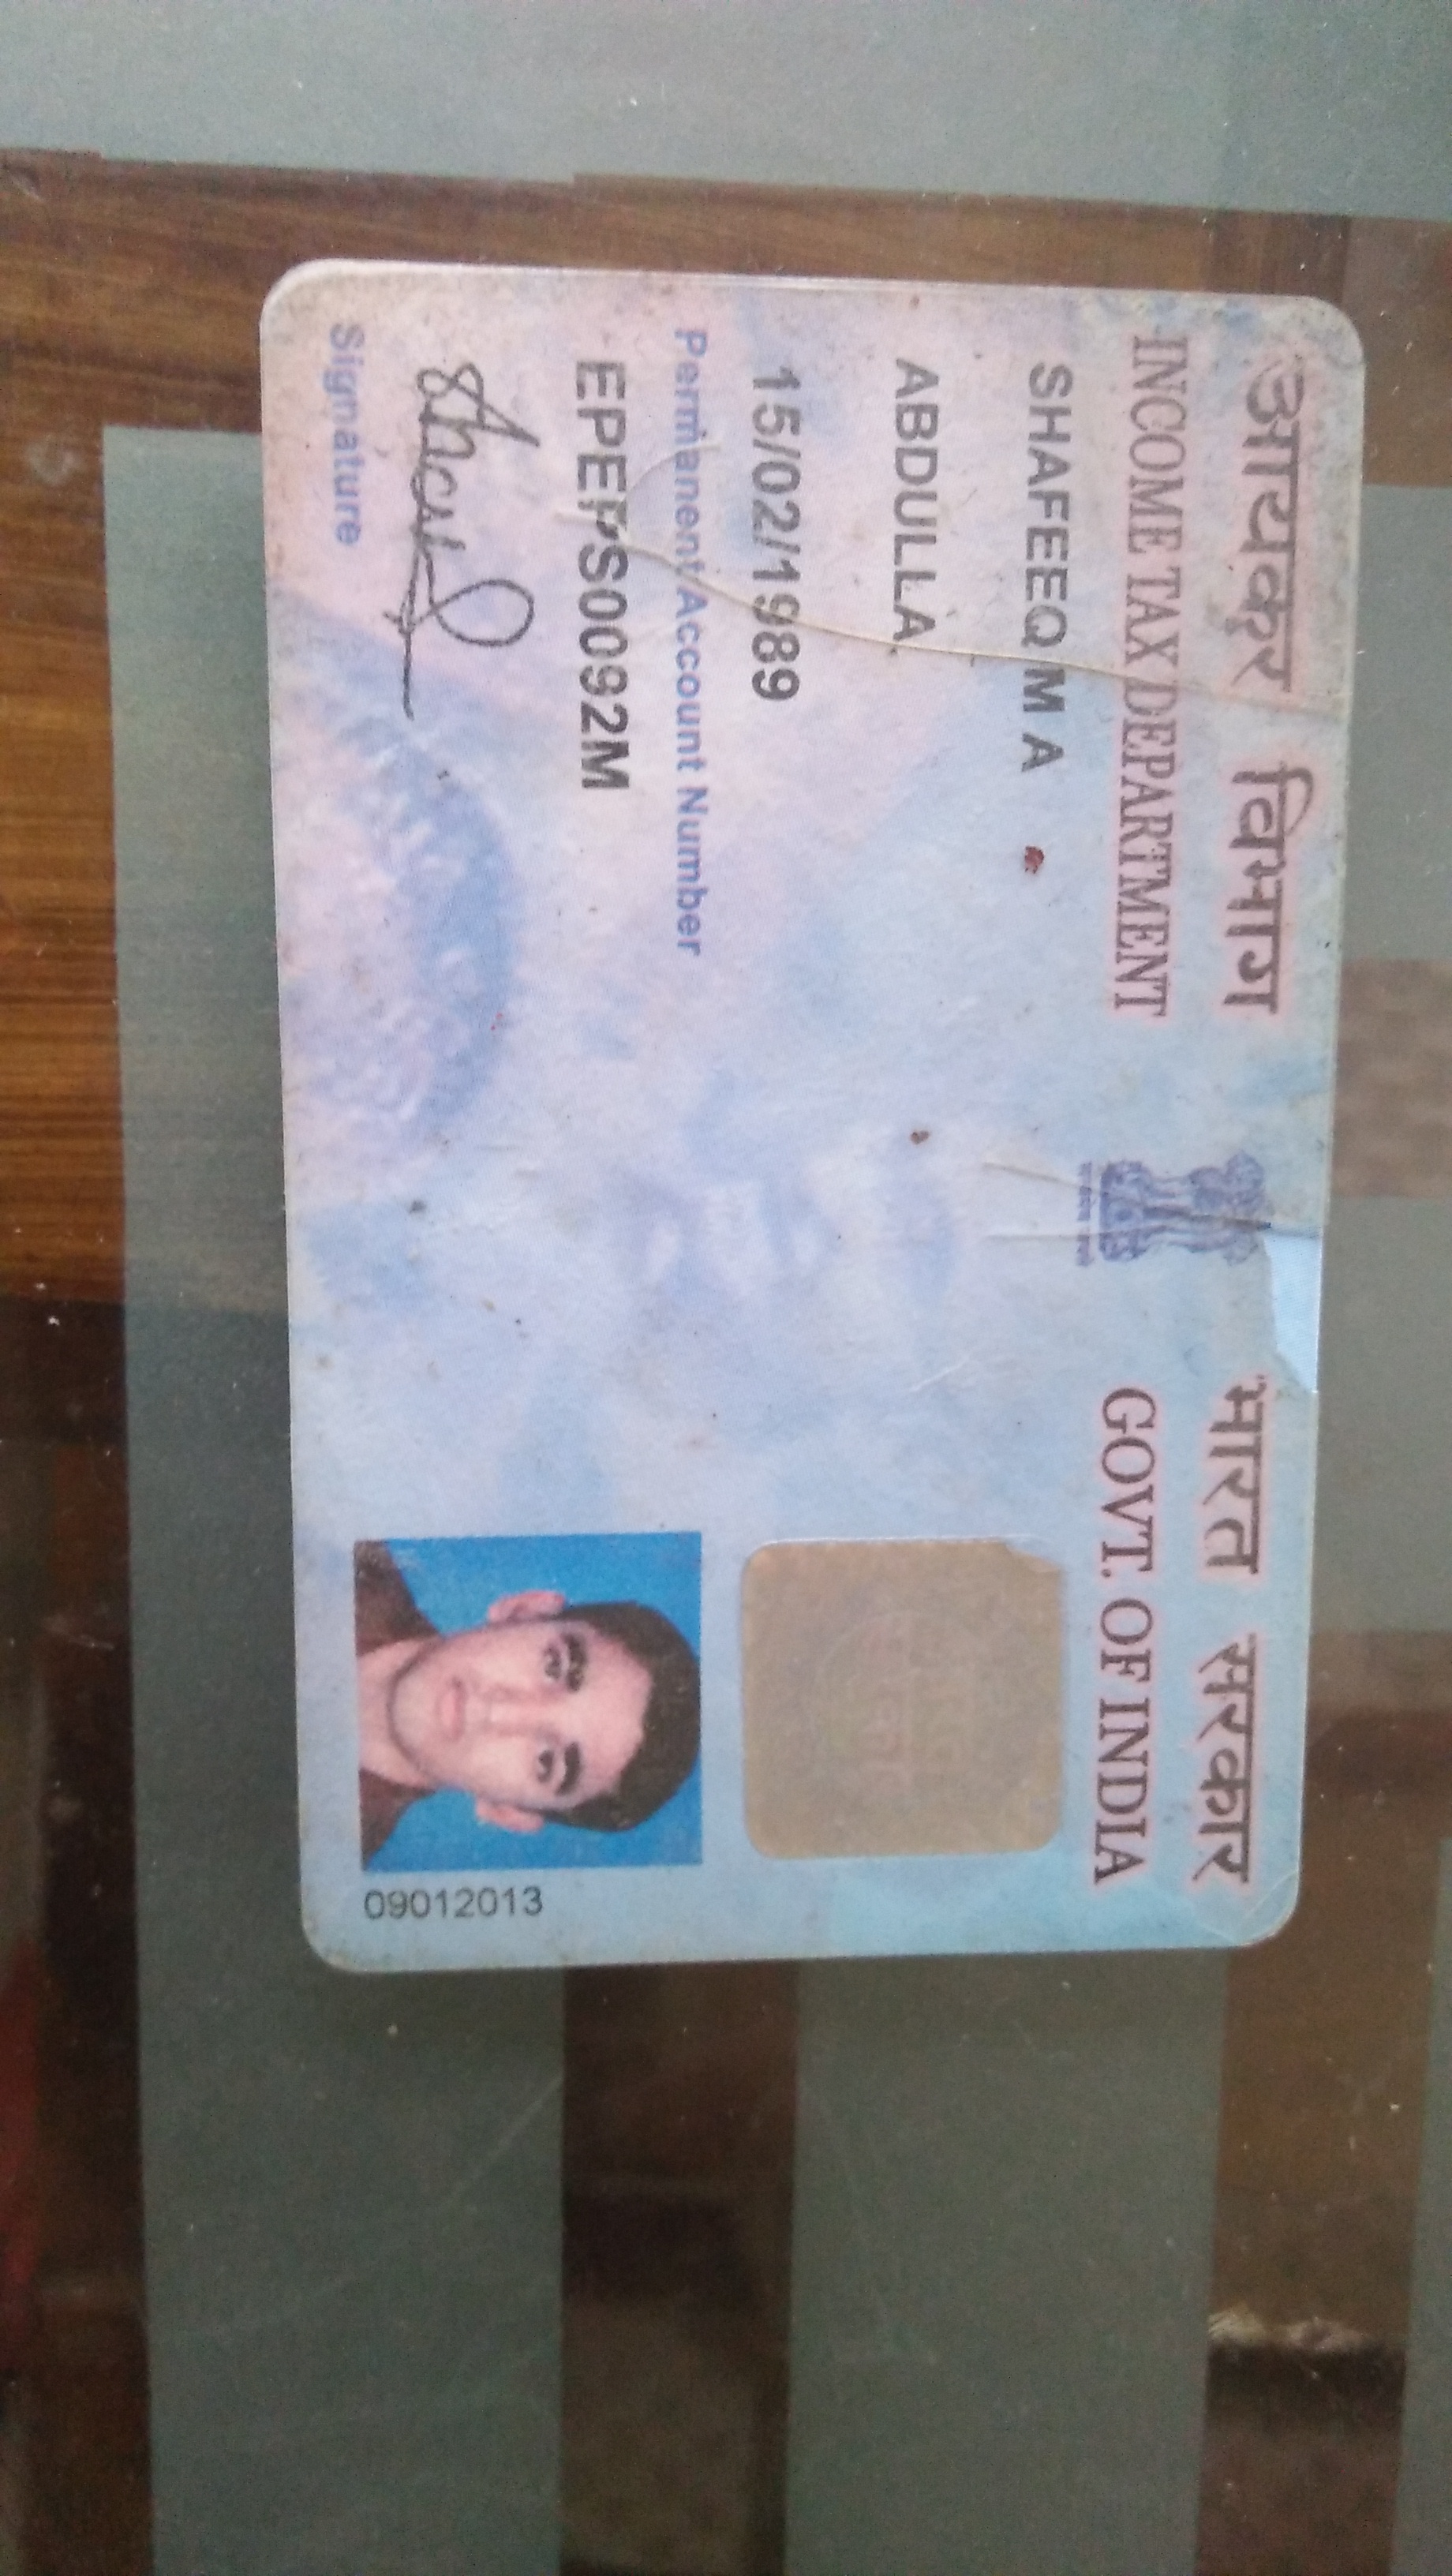 आयकर विभाग
INCOME TAX DEPARTMENT
भारत सरकार
GOVT. OF INDIA
SHAFEEQ M A
ABDULLA
15/02/1989
Permanent Account Number
EPEPS0092M
Signature
09012013